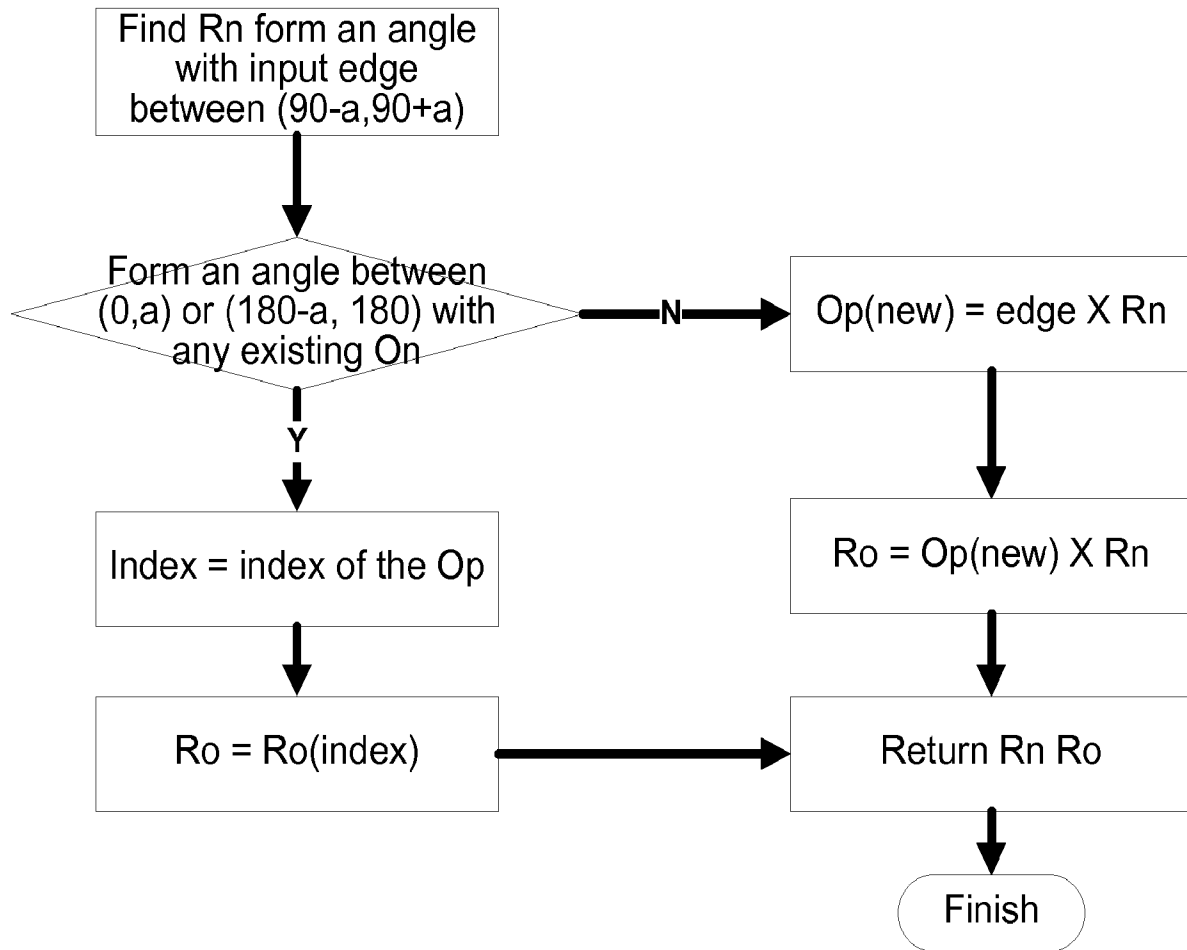 Find Rn form an angle
with input edge
between (90-a,90+a)
Form an angle between
(0,a) or (180-a, 180) with
any existing On
N
Op(new) = edge X Rn
Y
Index = index of the Op
Ro = Op(new) X Rn
Ro = Ro(index)
Return Rn Ro
Finish